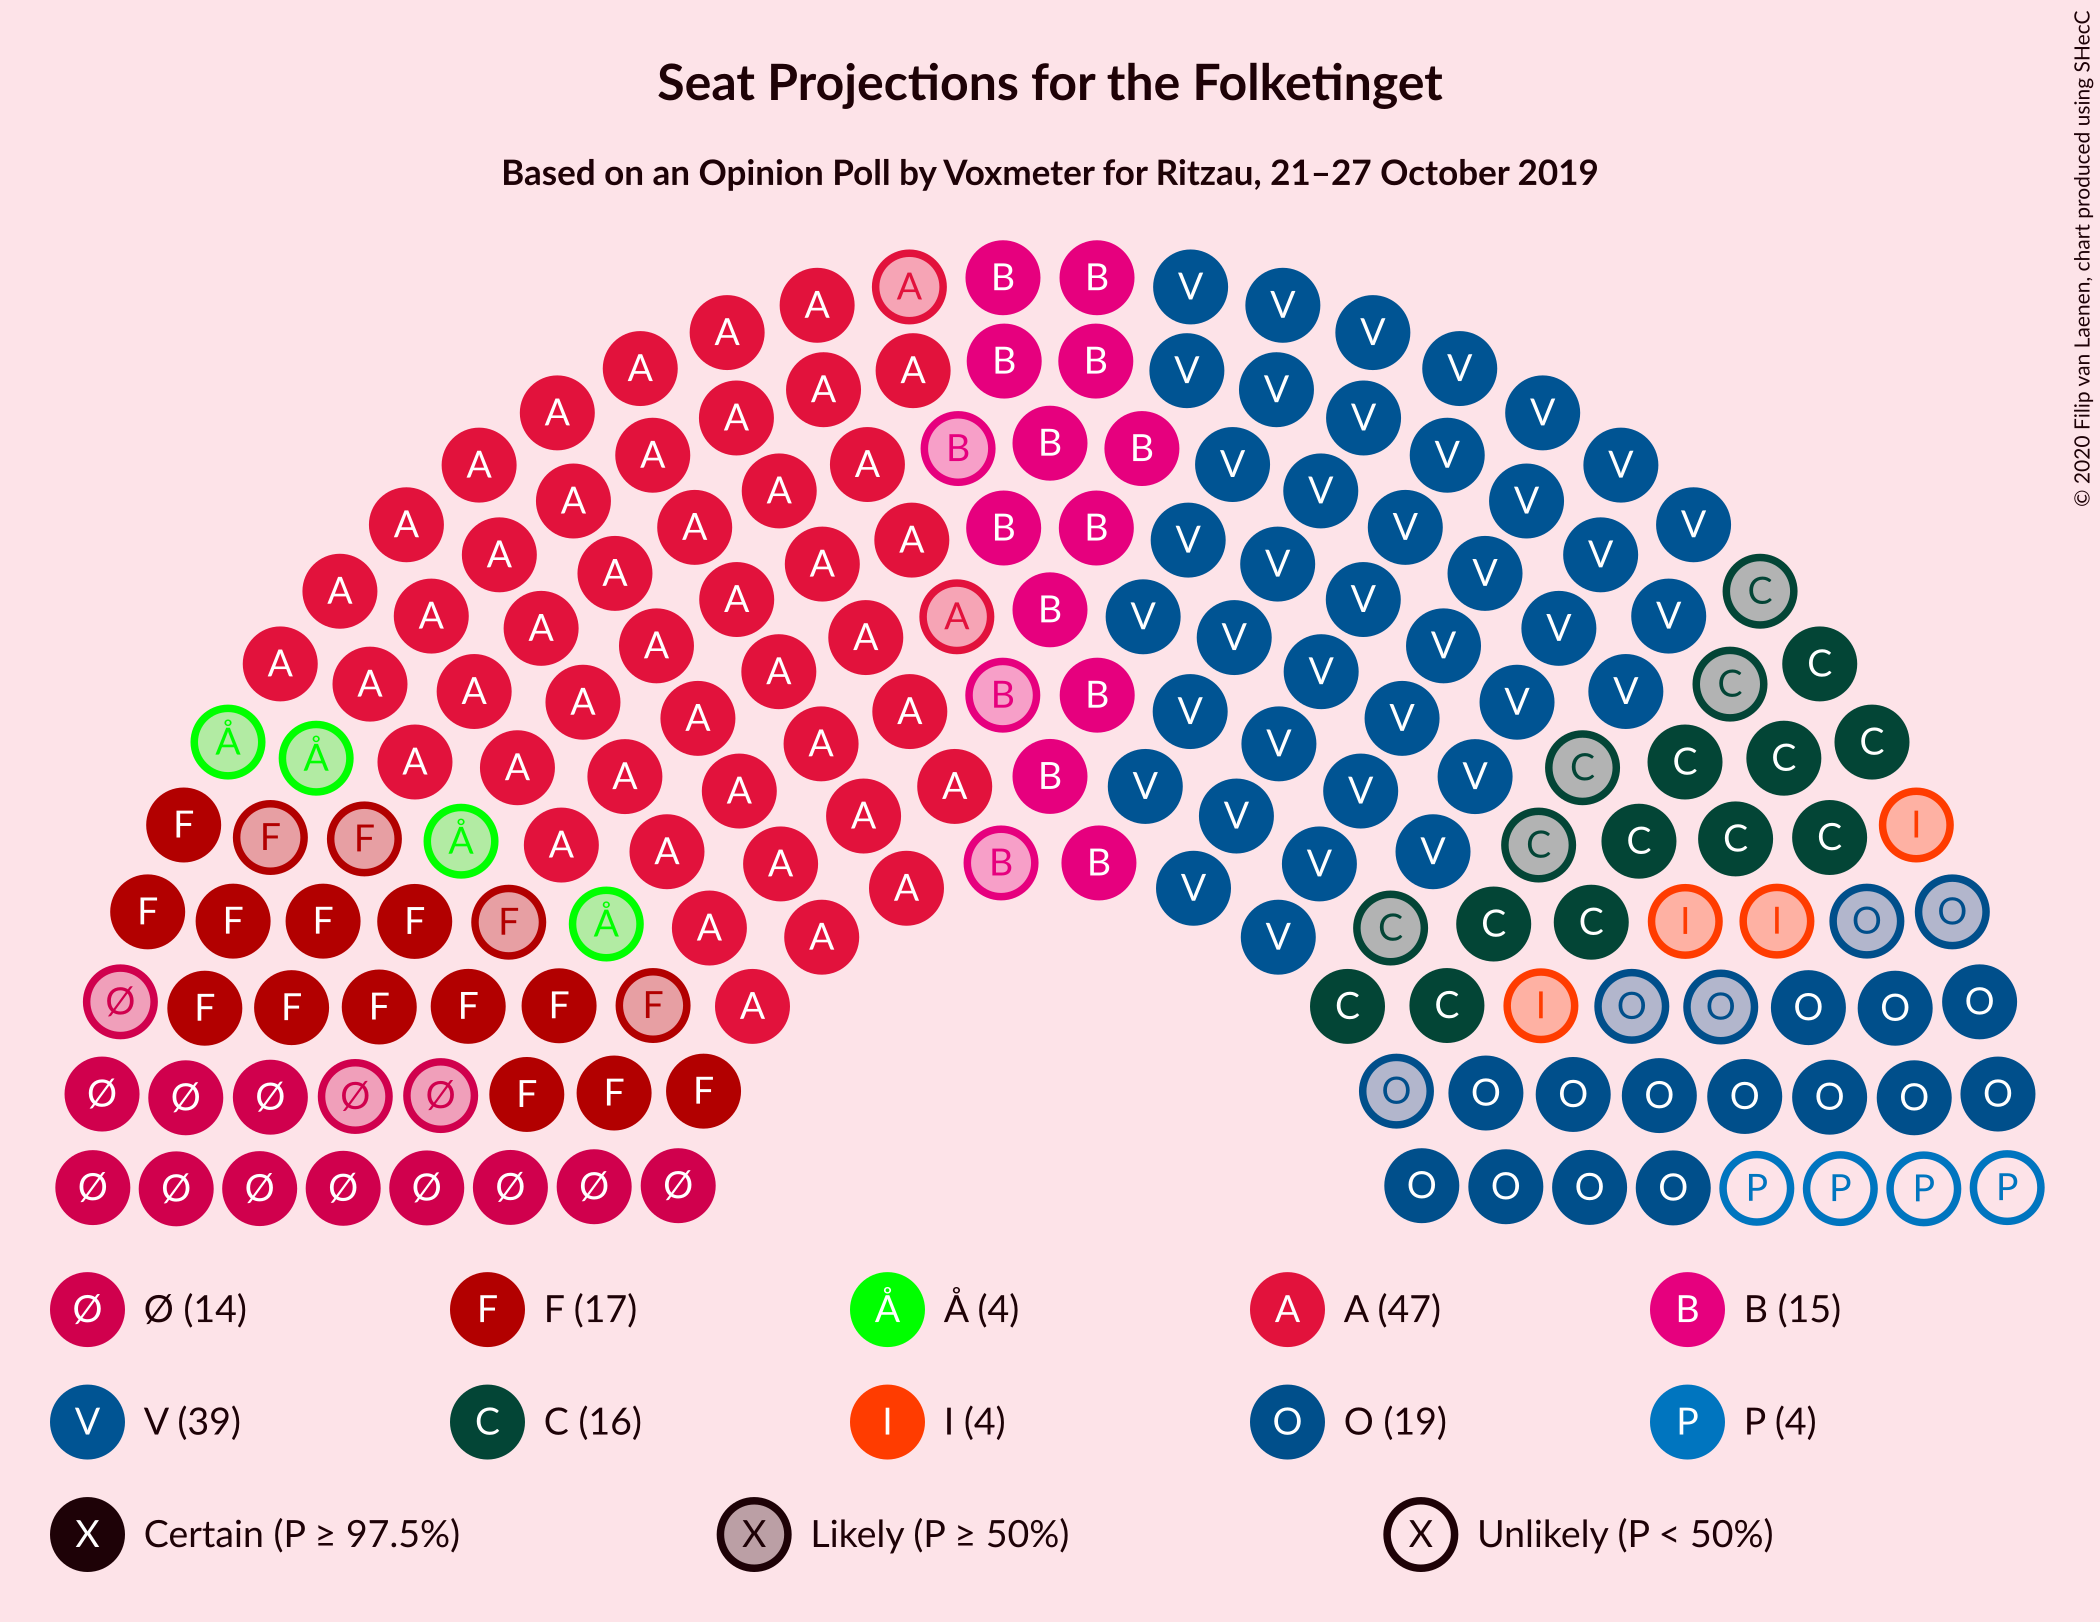 Seat Projections for the Folketinget
Based on an Opinion Poll by Voxmeter for Ritzau, 21–27 October 2019
© 2020 Filip van Laenen, chart produced using SHecC
A A B B V V
A A A A B B V V V V
A A A A A B B B V V V V V
A A A A A A B B V V V V V V
A A A A A A A A B V V V V V V V C
A A A A A A A A B B V V V V V V C C
Å Å A A A A A A B V V V V C C C C
F F F Å A A A A A B B V V V V C C C C I
F F F F F Å A A V C C C I I O O
Ø F F F F F F A C C I O O O O O
Ø Ø Ø Ø Ø F F F O O O O O O O O
Ø Ø Ø Ø Ø Ø Ø Ø O O O O P P P P
Ø Ø (14) F F (17) Å Å (4) A A (47) B B (15)
V V (39) C C (16) I I (4) O O (19) P P (4)
X Certain (P ≥ 97.5%) X Likely (P ≥ 50%) X Unlikely (P < 50%)